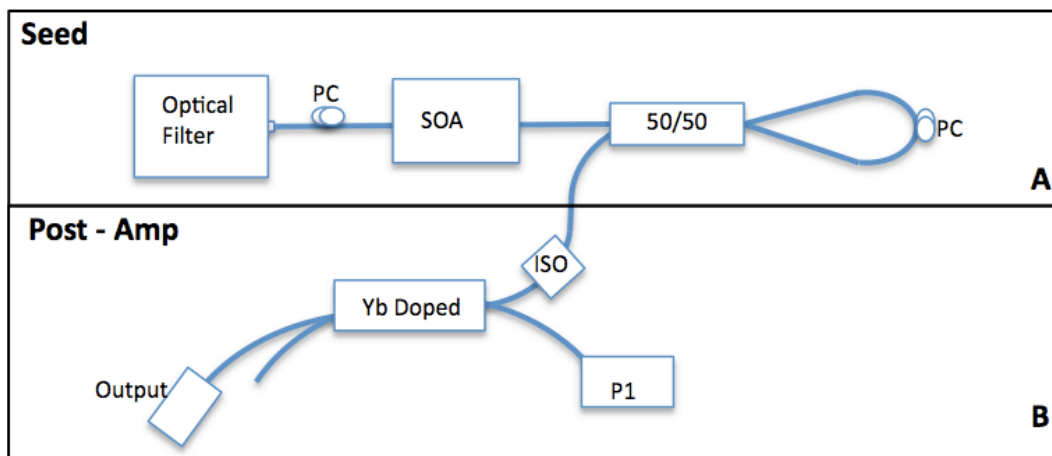 Seed
Optical
Filter
PC
SOA
50/50
PC
A
Post - Amp
ISO
Yb Doped
Output
P1
B